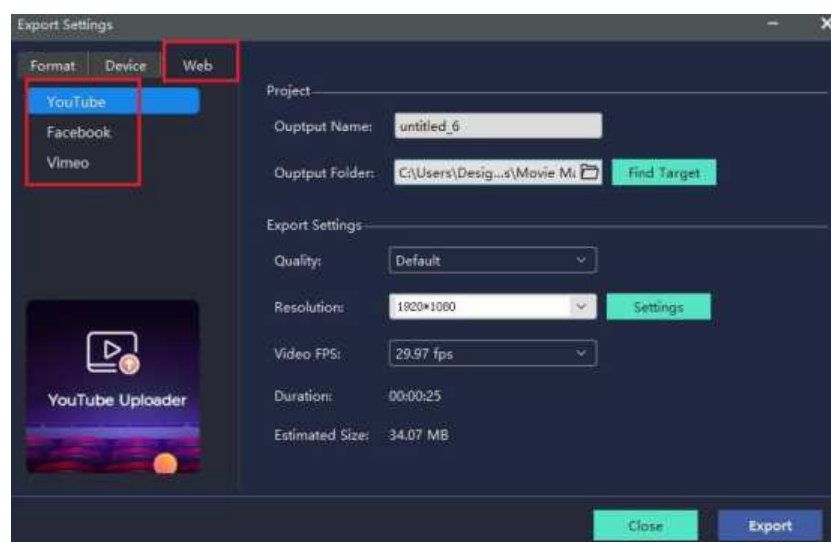 Export Settings
Format Device Web
YouTube
Facebook
Vimeo
YouTube Uploader
Project
Ouptput Name: untitled_6
Ouptput Folder: C:\Users\Desig...s\Movie Ma Find Target
Export Settings
Quality: Default
Resolution: 1920*1080 Settings
Video FPS: 29.97 fps
Duration: 00:00:25
Estimated Size: 34.07 MB
Close Export